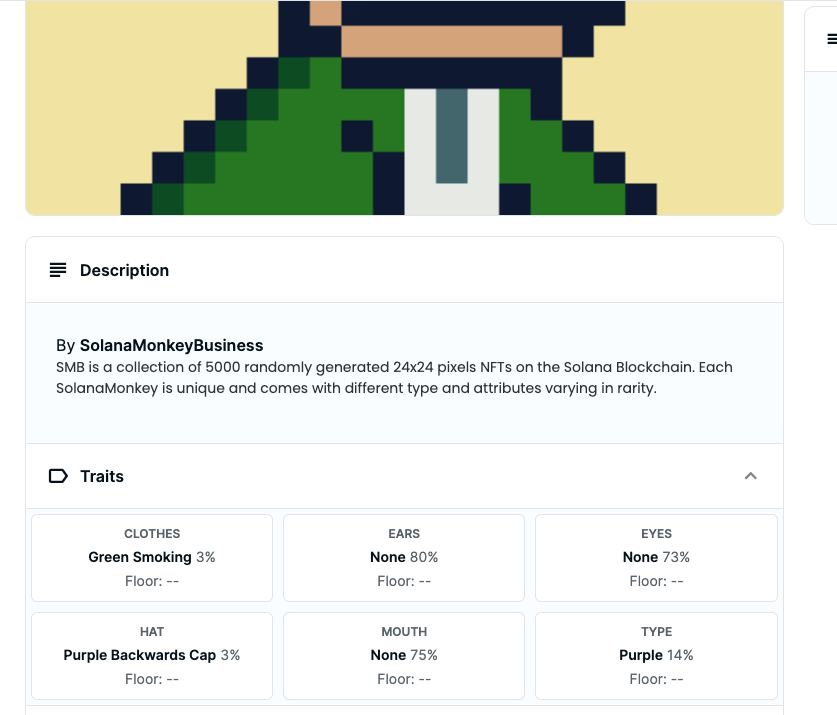 Description
By SolanaMonkeyBusiness
SMB is a collection of 5000 randomly generated 24x24 pixels NFTs on the Solana Blockchain. Each
SolanaMonkey is unique and comes with different type and attributes varying in rarity.
Traits
CLOTHES
Green Smoking 3%
Floor: --
EARS
None 80%
Floor: --
EYES
None 73%
Floor: --
HAT
Purple Backwards Cap 3%
Floor: --
MOUTH
None 75%
Floor: --
TYPE
Purple 14%
Floor: --